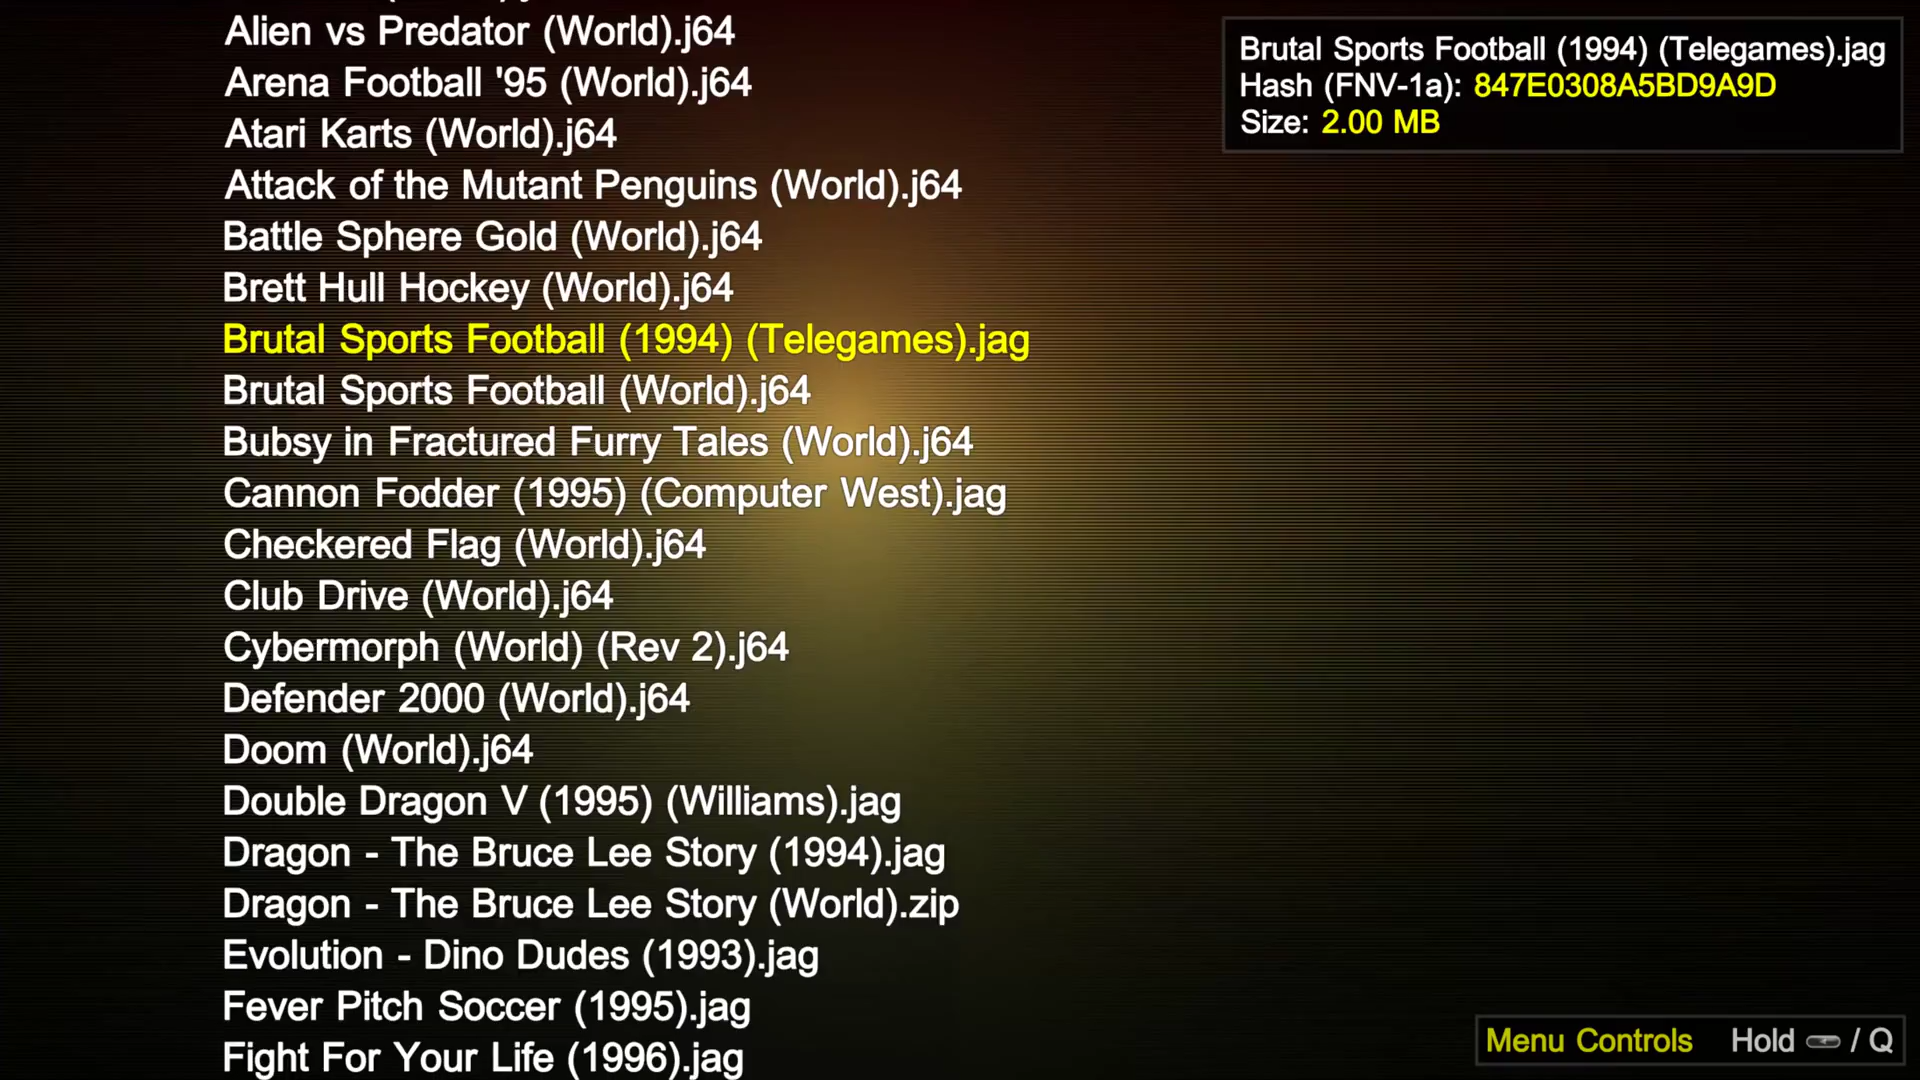 Alien vs Predator (World).j64
Arena Football '95 (World).j64
Atari Karts (World).j64
Attack of the Mutant Penguins (World).j64
Battle Sphere Gold (World).j64
Brett Hull Hockey (World).j64
Brutal Sports Football (1994) (Telegames).jag
Brutal Sports Football (World).j64
Bubsy in Fractured Furry Tales (World).j64
Cannon Fodder (1995) (Computer West).jag
Checkered Flag (World).j64
Club Drive (World).j64
Cybermorph (World) (Rev 2).j64
Defender 2000 (World).j64
Doom (World).j64
Double Dragon V (1995) (Williams).jag
Dragon - The Bruce Lee Story (1994).jag
Dragon - The Bruce Lee Story (World).zip
Evolution - Dino Dudes (1993).jag
Fever Pitch Soccer (1995).jag
Fight For Your Life (1996).jag
Brutal Sports Football (1994) (Telegames).jag
Hash (FNV-1a): 847E0308A5BD9A9D
Size: 2.00 MB
Menu Controls Hold / Q